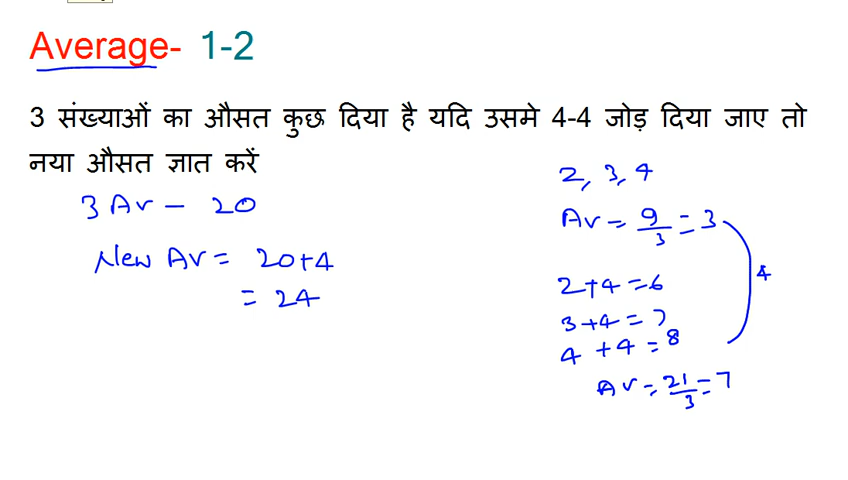 Average- 1-2
3 संख्याओं का औसत कुछ दिया है यदि उसमे 4-4 जोड़ दिया जाए तो
नया औसत ज्ञात करें
3 Av - 20
New Av = 20+4
= 24
2, 3, 4
Av = 9/3 = 3
4
2+4 = 6
3+4 = 7
4 +4 = 8
Av = 21/3 = 7